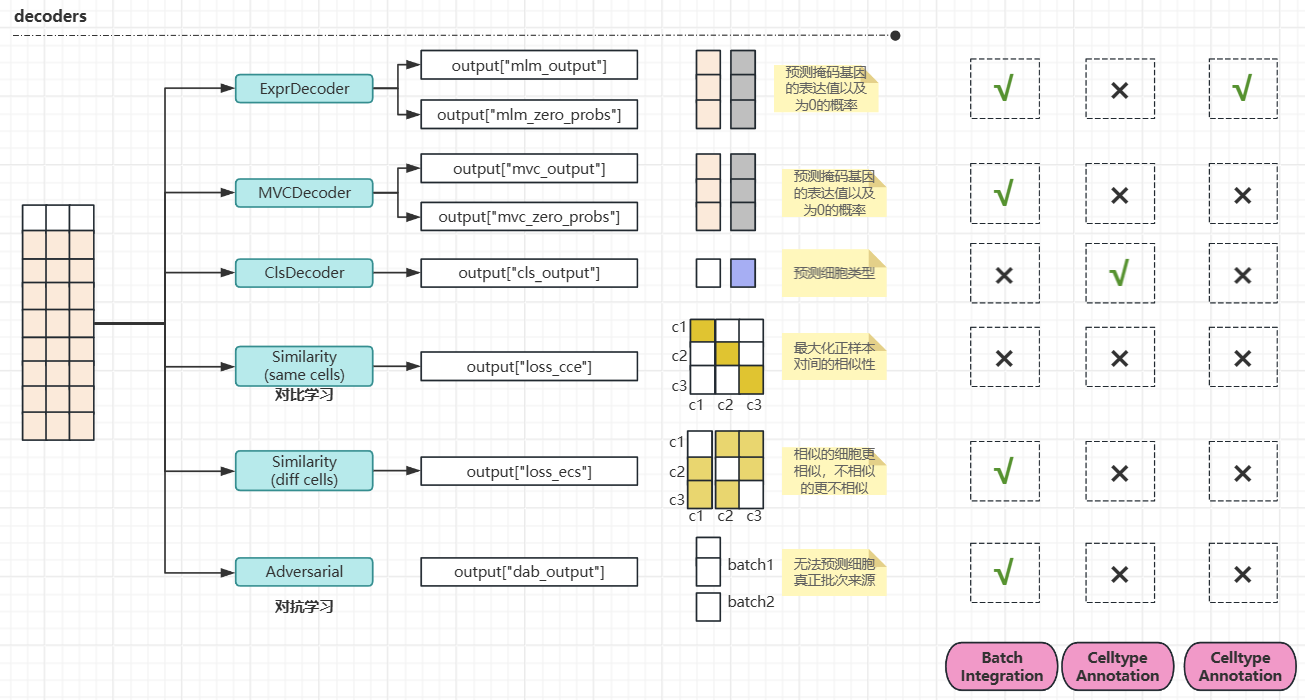 decoders
ExprDecoder
output["mlm_output"]
output["mlm_zero_probs"]
预测掩码基因
的表达值以及
为0的概率
√
×
√
MVCDecoder
output["mvc_output"]
output["mvc_zero_probs"]
预测掩码基因
的表达值以及
为0的概率
√
×
×
ClsDecoder
output["cls_output"]
预测细胞类型
×
√
×
Similarity
(same cells)
对比学习
output["loss_cce"]
c1
c2
c3
c1 c2 c3
最大化正样本
对间的相似性
×
×
×
Similarity
(diff cells)
output["loss_ecs"]
c1
c2
c3
c1 c2 c3
相似的细胞更
相似，不相似
的更不相似
√
×
×
Adversarial
对抗学习
output["dab_output"]
batch1
batch2
无法预测细胞
真正批次来源
√
×
×
Batch
Integration
Celltype
Annotation
Celltype
Annotation